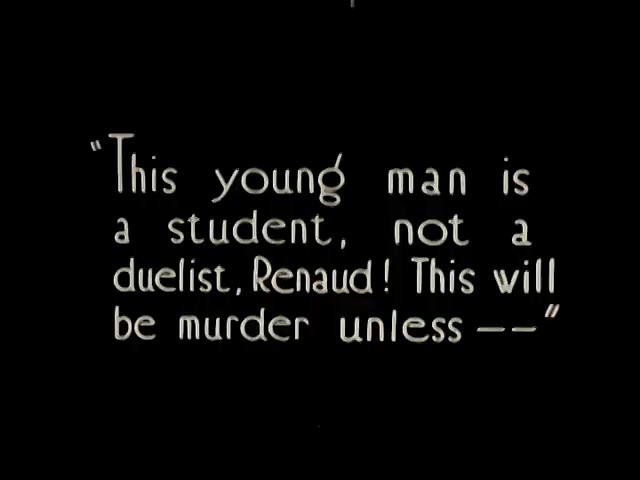 "This young man is
a student, not a
duelist, Renaud! This will
be murder unless ——"